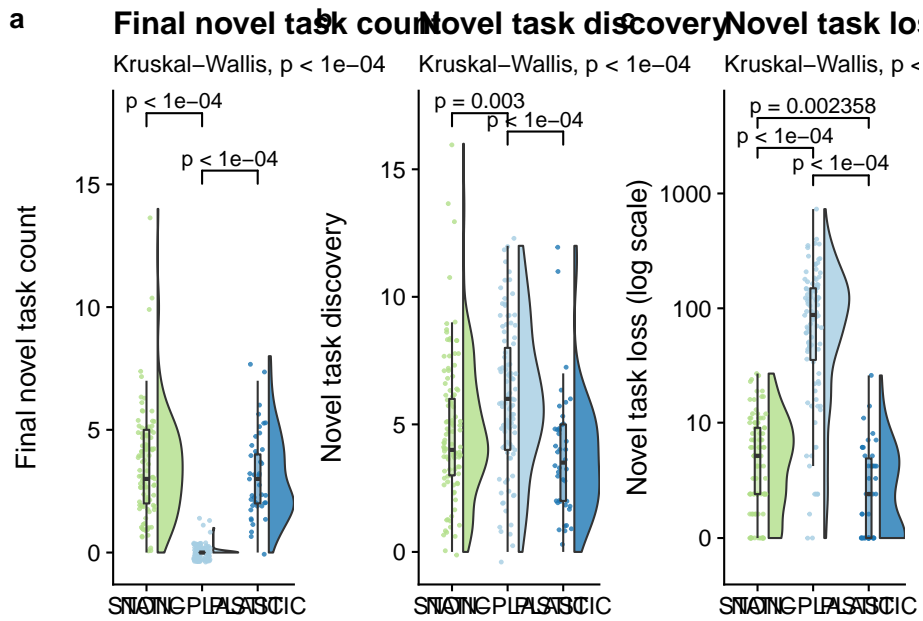 a
Final novel task count
Kruskal−Wallis, p < 1e−04
p < 1e−04
p < 1e−04
15
10
5
0
Final novel task count
b
Novel task discovery
Kruskal−Wallis, p < 1e−04
p = 0.003
p < 1e−04
15
10
5
0
Novel task discovery
c
Novel task los
Kruskal−Wallis, p <
p = 0.002358
p < 1e−04
p < 1e−04
1000
100
10
0
Novel task loss (log scale)